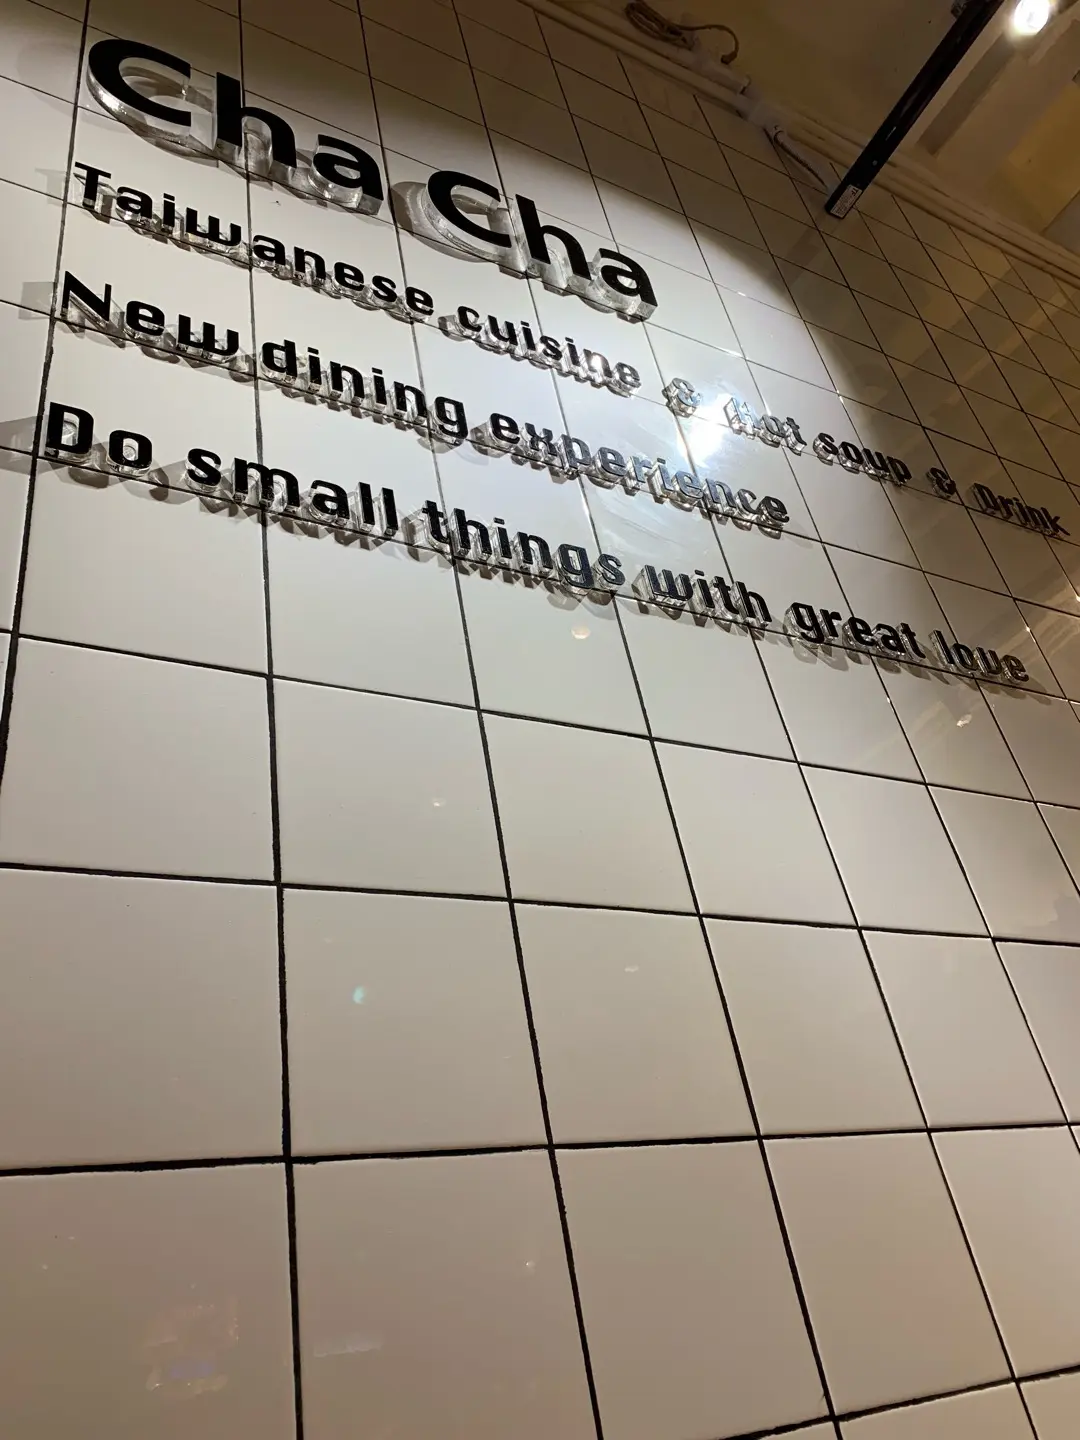 Cha Cha
Taiwanese cuisine & Hot soup & Drink
New dining experience
Do small things with great love